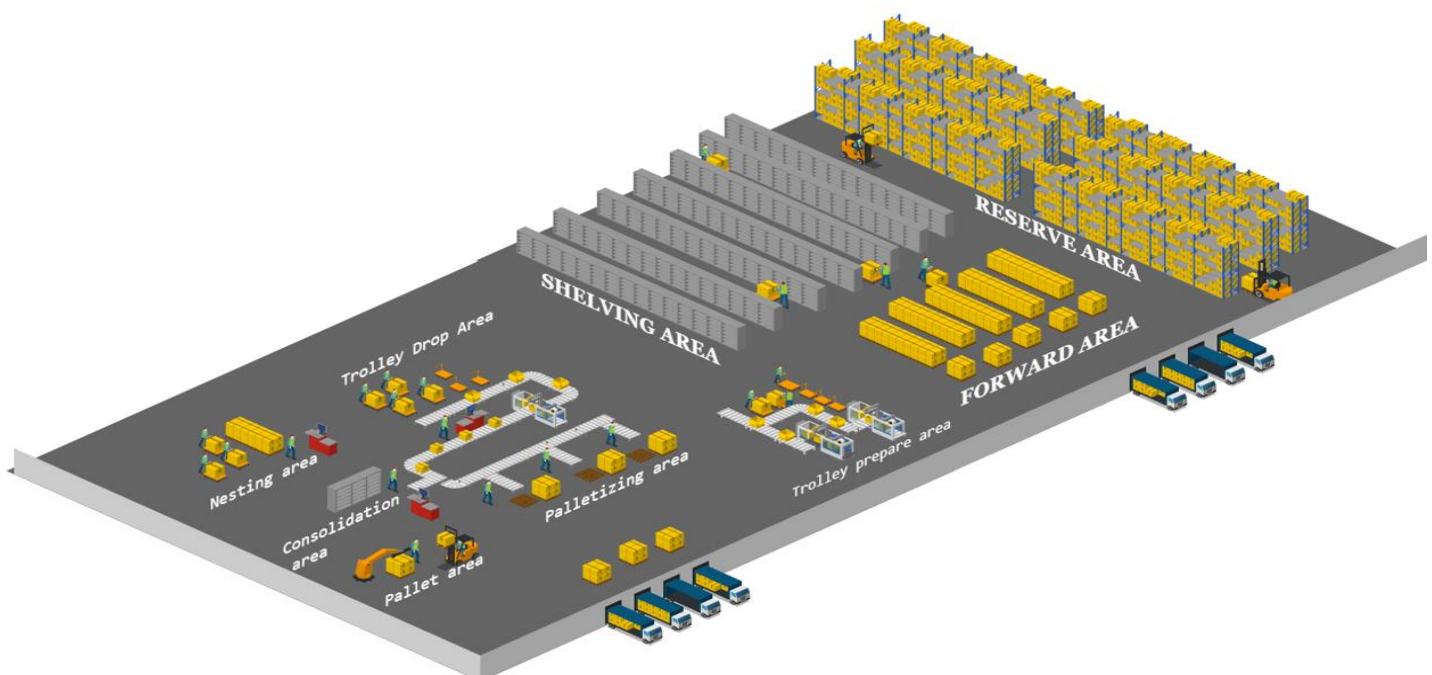 RESERVE AREA
SHELVING AREA
FORWARD AREA
Trolley Drop Area
Trolley prepare area
Nesting area
Palletizing area
Consolidation
area
Pallet area